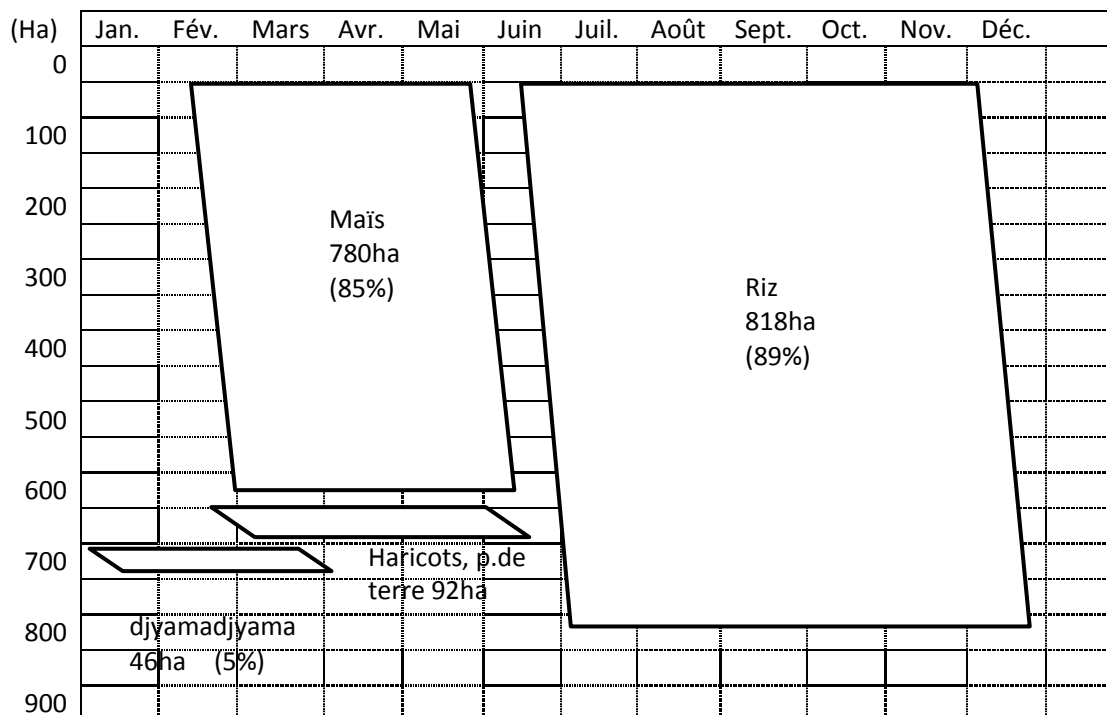 (Ha) Jan. Fév. Mars Avr. Mai Juin Juil. Août Sept. Oct. Nov. Déc.
0
100
200
Maïs
780ha
300
(85%)
Riz
818ha
400
(89%)
500
600
700
Haricots, p.de
terre 92ha
800
djyamadjyama
46ha (5%)
900